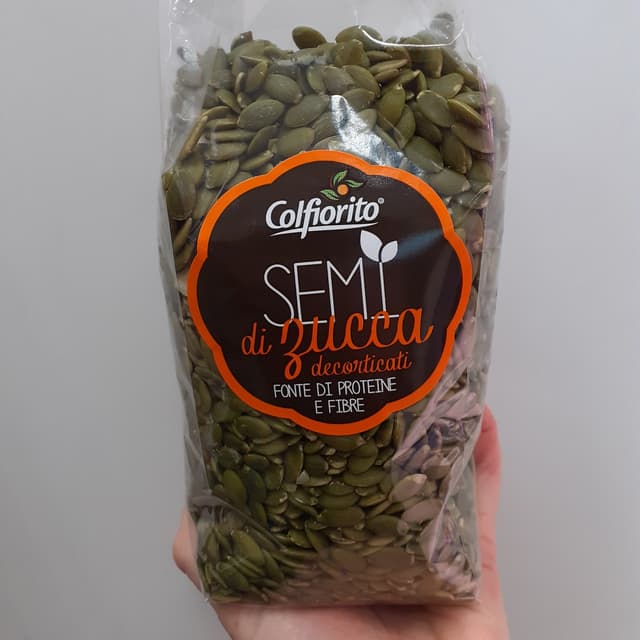 Colfiorito®
SEMI
di zucca
decorticati
FONTE DI PROTEINE
E FIBRE